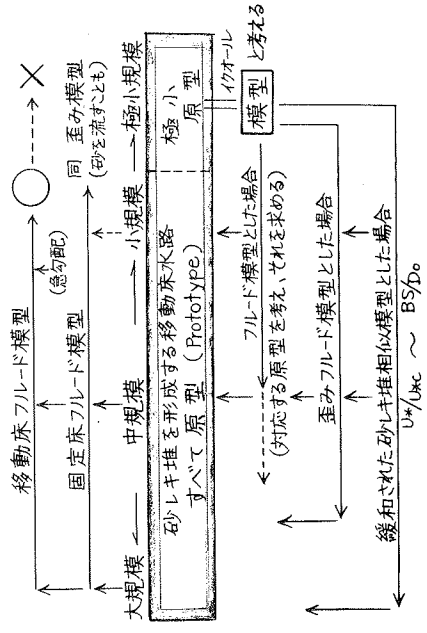 移動床フルード模型
(急勾配)
固定床フルード模型
同 歪み模型
(砂を流すことも)
大規模
中規模
小規模
極小規模
砂レキ堆を形成する移動床水路
すべて原型 (Prototype)
極小
原型
イクオール
模型 と考える
フルード模型とした場合
(対応する原型を考え、それを求める)
歪みフルード模型とした場合
緩和された砂レキ堆相似模型とした場合
U*/U*c ~ BS/D₀